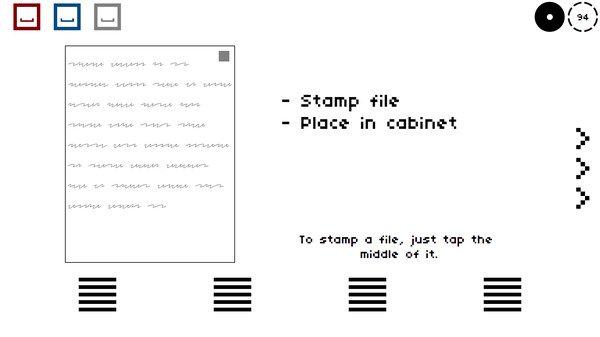 94
- Stamp file
- Place in cabinet
To stamp a file, just tap the
middle of it.